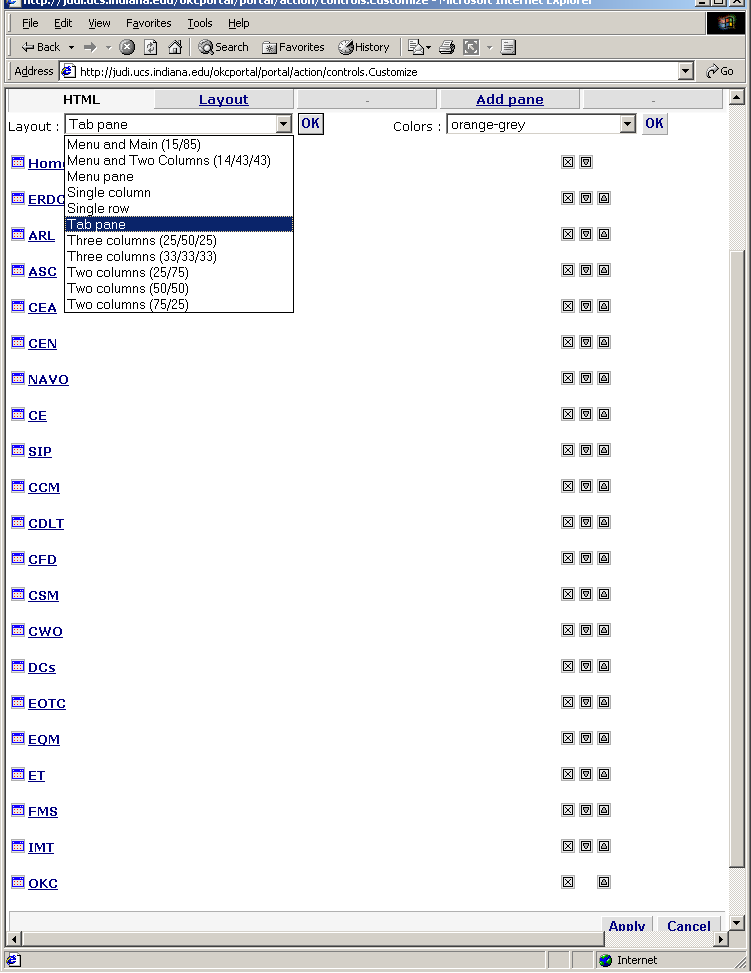 http://judi.ucs.indiana.edu/okcportal/portal/action/controls.Customize - Microsoft Internet Explorer
File Edit View Favorites Tools Help
Back Search Favorites History
Address http://judi.ucs.indiana.edu/okcportal/portal/action/controls.Customize Go
HTML Layout - Add pane -
Layout : Tab pane OK Colors : orange-grey OK
Menu and Main (15/85)
Menu and Two Columns (14/43/43)
Menu pane
Single column
Single row
Tab pane
Three columns (25/50/25)
Three columns (33/33/33)
Two columns (25/75)
Two columns (50/50)
Two columns (75/25)
Hom
ERDC
ARL
ASC
CEA
CEN
NAVO
CE
SIP
CCM
CDLT
CFD
CSM
CWO
DCs
EOTC
EQM
ET
FMS
IMT
OKC
Apply Cancel
Internet